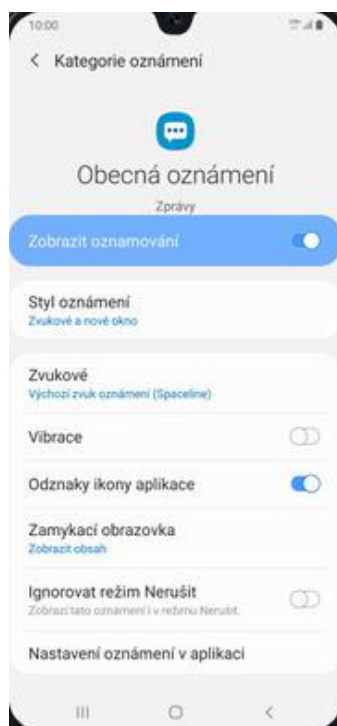 10:00
Kategorie oznámení
Obecná oznámení
Zprávy
Zobrazit oznamování
Styl oznámení
Zvukové a nové okno
Zvukové
Výchozí zvuk oznámení (Spaceline)
Vibrace
Odznaky ikony aplikace
Zamykací obrazovka
Zobrazit obsah
Ignorovat režim Nerušit
Zobrazí tato oznámení i v režimu Nerušit.
Nastavení oznámení v aplikaci